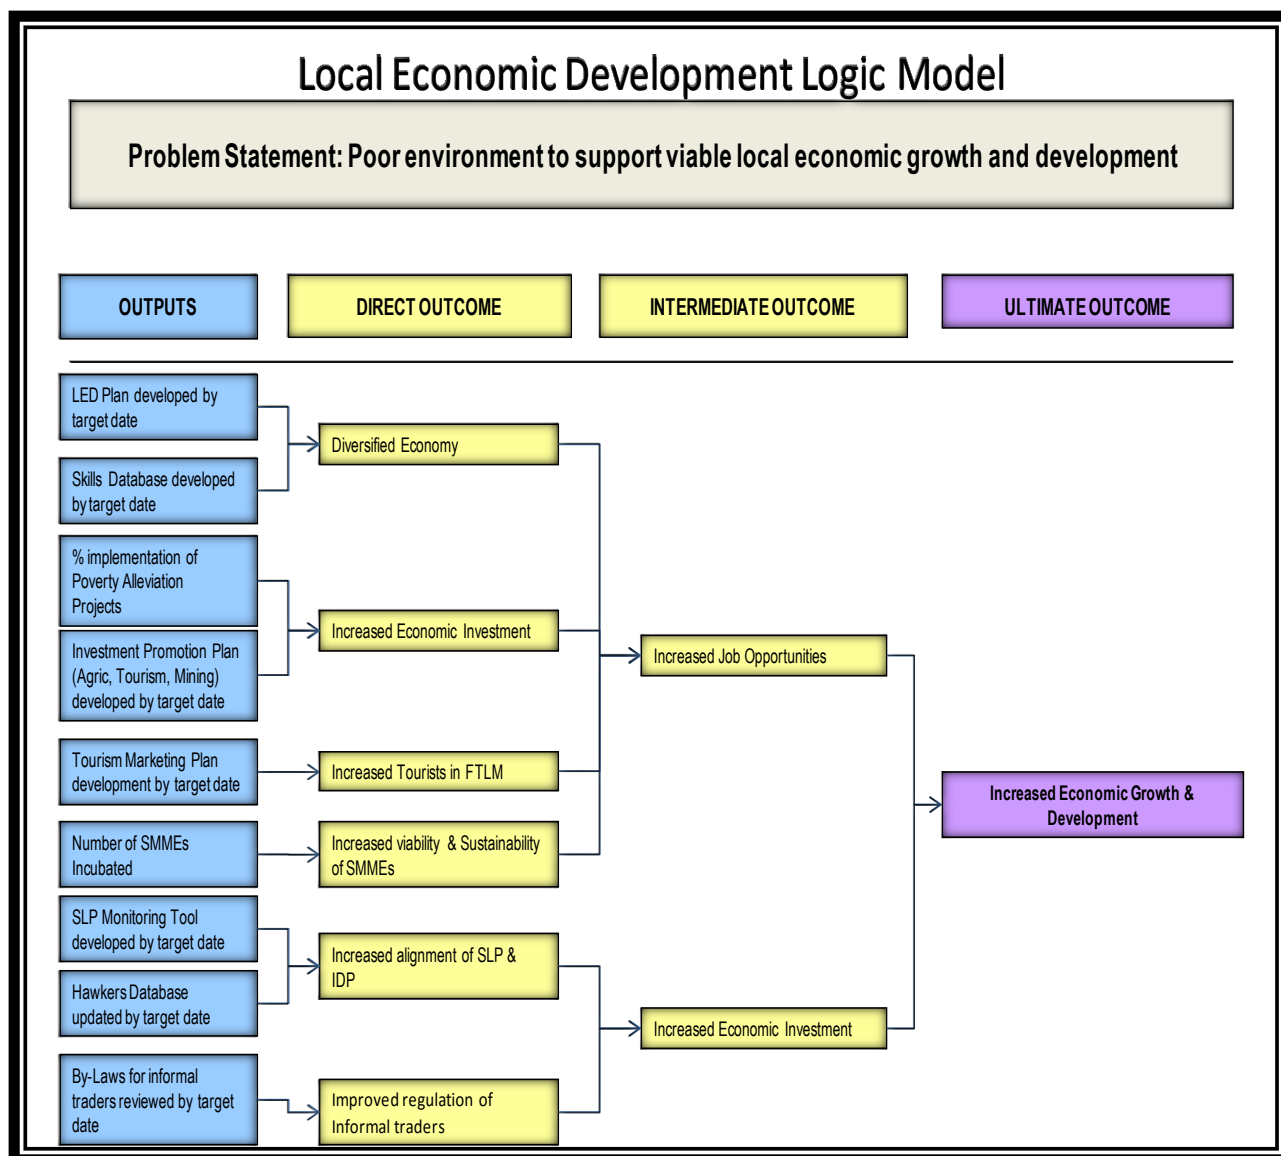 Local Economic Development Logic Model
Problem Statement: Poor environment to support viable local economic growth and development
OUTPUTS
DIRECT OUTCOME
INTERMEDIATE OUTCOME
ULTIMATE OUTCOME
LED Plan developed by
target date
Skills Database developed
by target date
% implementation of
Poverty Alleviation
Projects
Investment Promotion Plan
(Agric, Tourism, Mining)
developed by target date
Tourism Marketing Plan
development by target date
Number of SMMEs
Incubated
SLP Monitoring Tool
developed by target date
Hawkers Database
updated by target date
By-Laws for informal
traders reviewed by target
date
Diversified Economy
Increased Economic Investment
Increased Tourists in FTLM
Increased viability & Sustainability
of SMMEs
Increased alignment of SLP &
IDP
Improved regulation of
Informal traders
Increased Job Opportunities
Increased Economic Investment
Increased Economic Growth &
Development